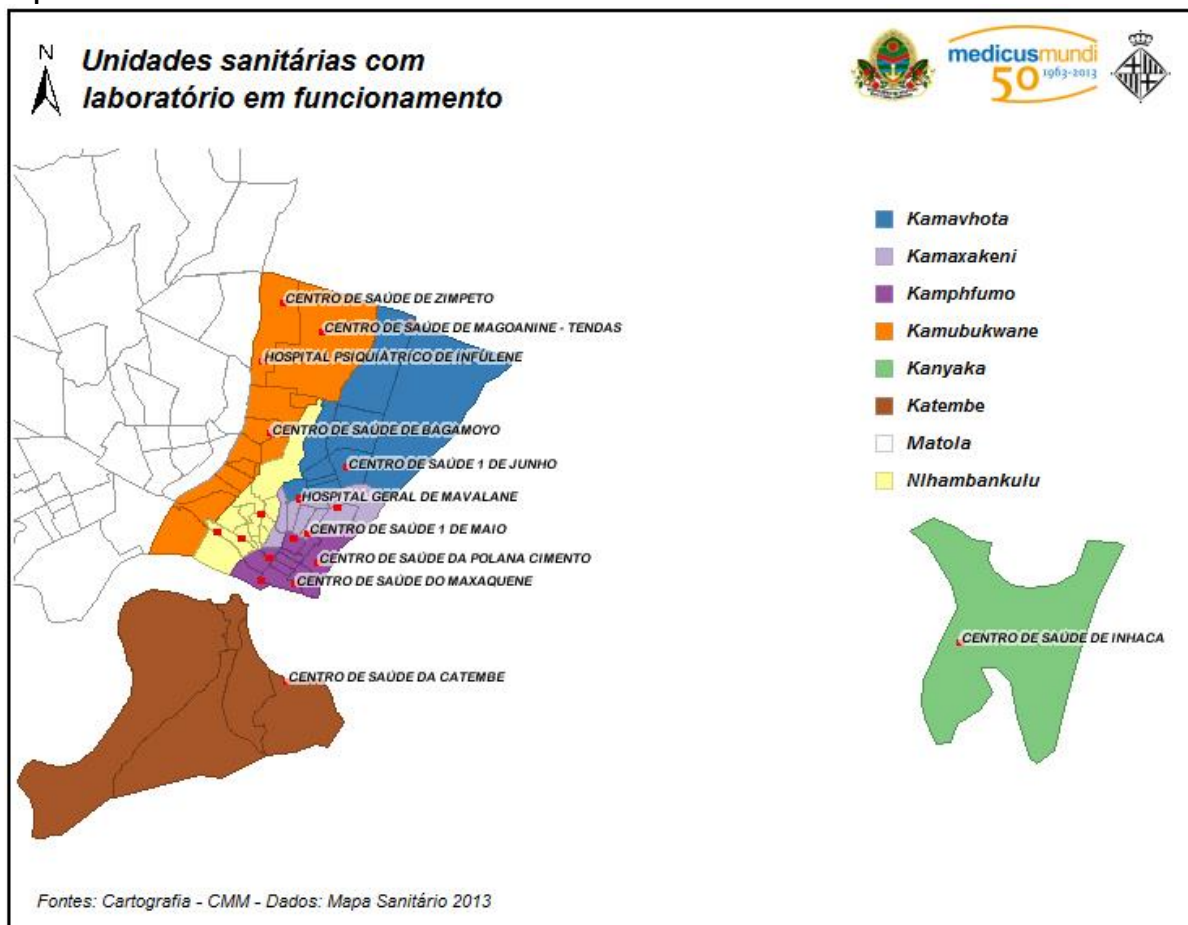 N
Unidades sanitárias com
laboratório em funcionamento
medicusmundi
50 1963-2013
Kamavhota
Kamaxakeni
Kamphfumo
Kamubukwane
Kanyaka
Katembe
Matola
Nlhambankulu
CENTRO DE SAÚDE DE ZIMPETO
CENTRO DE SAÚDE DE MAGOANINE - TENDAS
HOSPITAL PSIQUIÁTRICO DE INFULENE
CENTRO DE SAÚDE DE BAGAMOYO
CENTRO DE SAÚDE 1 DE JUNHO
HOSPITAL GERAL DE MAVALANE
CENTRO DE SAÚDE 1 DE MAIO
CENTRO DE SAÚDE DA POLANA CIMENTO
CENTRO DE SAÚDE DO MAXAQUENE
CENTRO DE SAÚDE DE INHACA
CENTRO DE SAÚDE DA CATEMBE
Fontes: Cartografia - CMM - Dados: Mapa Sanitário 2013